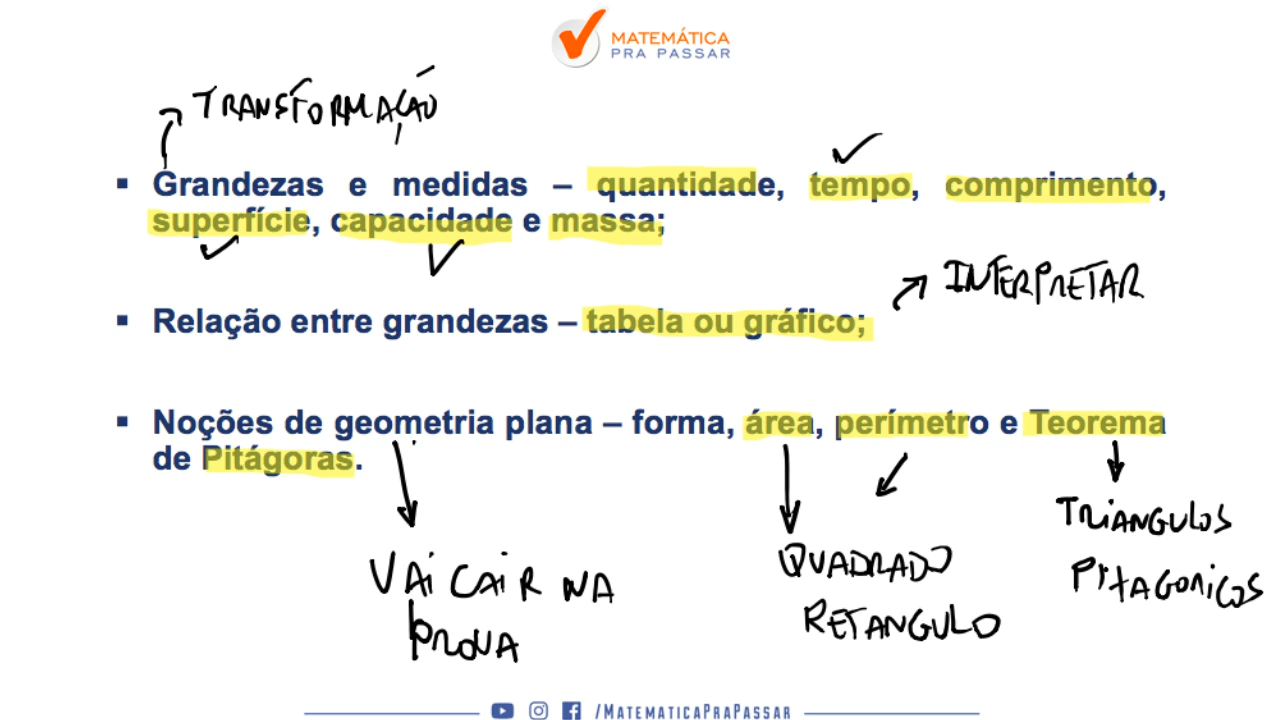 MATEMÁTICA
PRA PASSAR
TRANSFORMAÇÃO
▪ Grandezas e medidas – quantidade, tempo, comprimento,
superfície, capacidade e massa;
INTERPRETAR
▪ Relação entre grandezas – tabela ou gráfico;
▪ Noções de geometria plana – forma, área, perímetro e Teorema
de Pitágoras.
TRIANGULOS
PITAGORICOS
QUADRADO
RETANGULO
VAI CAIR NA
PROVA
/MATEMATICAPRAPASSAR